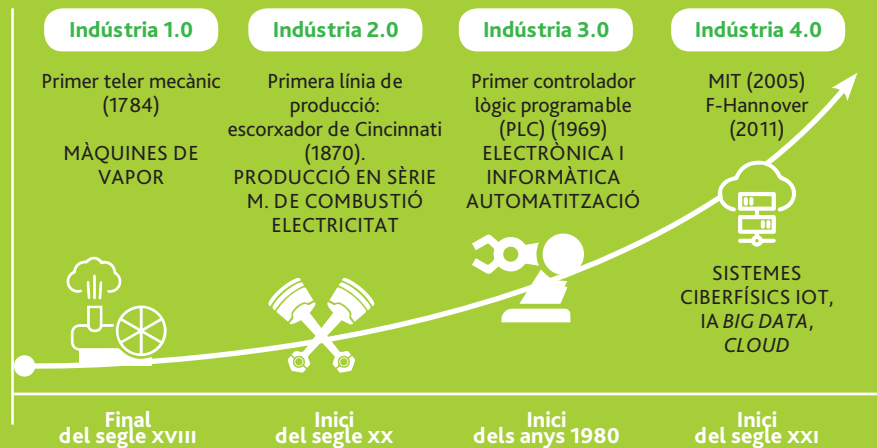 Indústria 1.0
Primer teler mecànic
(1784)
MÀQUINES DE
VAPOR
Indústria 2.0
Primera línia de
producció:
escorxador de Cincinnati
(1870).
PRODUCCIÓ EN SÈRIE
M. DE COMBUSTIÓ
ELECTRICITAT
Indústria 3.0
Primer controlador
lògic programable
(PLC) (1969)
ELECTRÒNICA I
INFORMÀTICA
AUTOMATITZACIÓ
Indústria 4.0
MIT (2005)
F-Hannover
(2011)
SISTEMES
CIBERFÍSICS IOT,
IA BIG DATA,
CLOUD
Final
del segle XVIII
Inici
del segle XX
Inici
dels anys 1980
Inici
del segle XXI